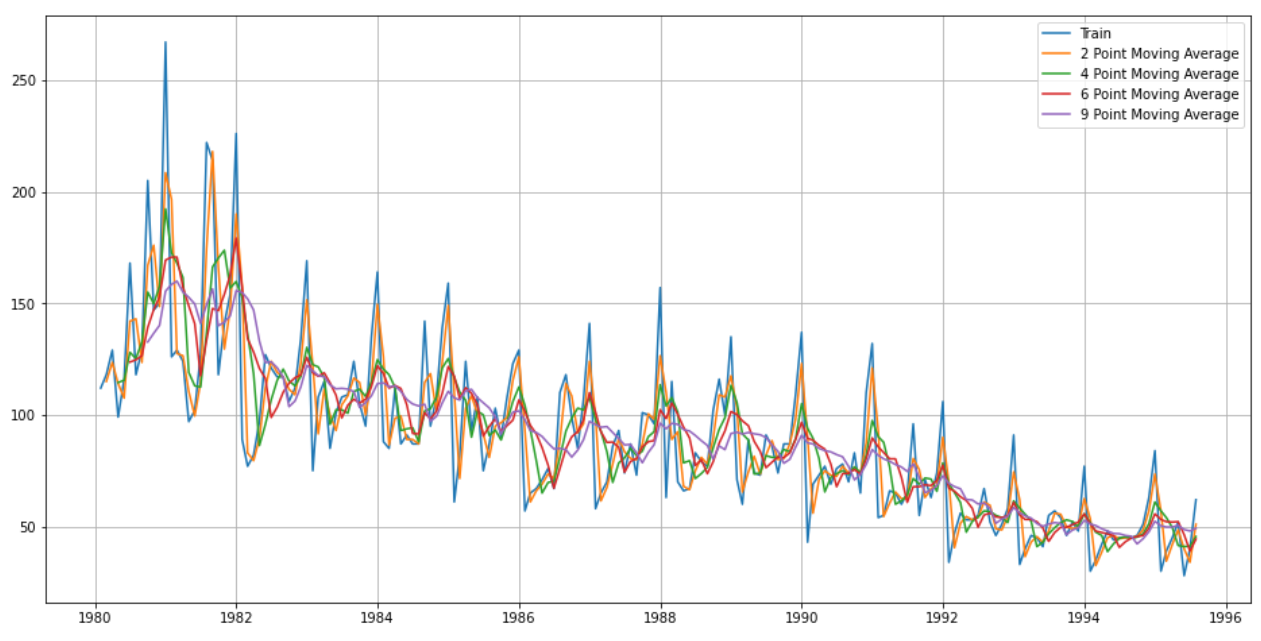 Train
2 Point Moving Average
4 Point Moving Average
6 Point Moving Average
9 Point Moving Average
250
200
150
100
50
1980 1982 1984 1986 1988 1990 1992 1994 1996